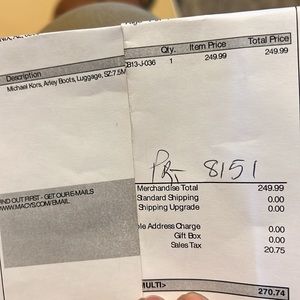 Qty. Item Price Total Price
13-J-036 1 249.99 249.99
Description
Michael Kors, Arley Boots, Luggage, SZ:7.5M
PR- 8151
FIND OUT FIRST - GET OUR E-MAILS
WWW.MACYS.COM/EMAIL
Merchandise Total 249.99
Standard Shipping 0.00
Shipping Upgrade 0.00
Address Charge 0.00
Gift Box 0.00
Sales Tax 20.75
MULTI> 270.74